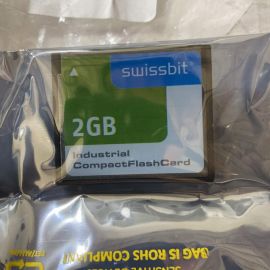 swissbit®
2GB
Industrial
CompactFlashCard
BAG IS ROHS COMPLIANT